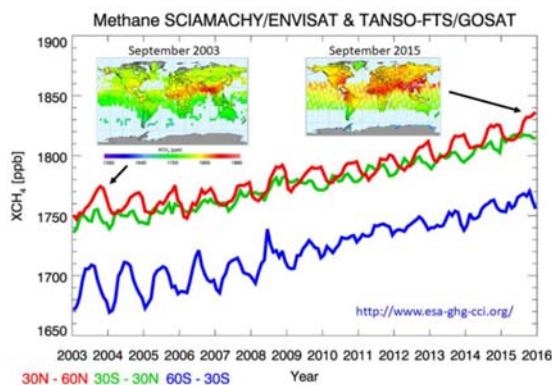 Methane SCIAMACHY/ENVISAT & TANSO-FTS/GOSAT
September 2003
September 2015
1900
1850
1800
1750
1700
1650
XCH₄ [ppb]
http://www.esa-ghg-cci.org/
2003 2004 2005 2006 2007 2008 2009 2010 2011 2012 2013 2014 2015 2016
30N - 60N 30S - 30N 60S - 30S
Year